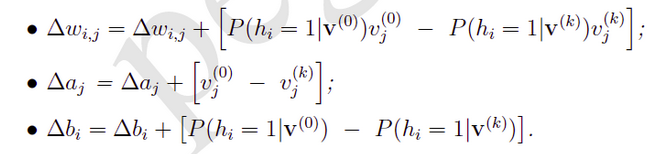 • Δw_{i,j} = Δw_{i,j} + [P(h_i = 1|v^{(0)})v_j^{(0)} − P(h_i = 1|v^{(k)})v_j^{(k)}];
• Δa_j = Δa_j + [v_j^{(0)} − v_j^{(k)}];
• Δb_i = Δb_i + [P(h_i = 1|v^{(0)}) − P(h_i = 1|v^{(k)})].